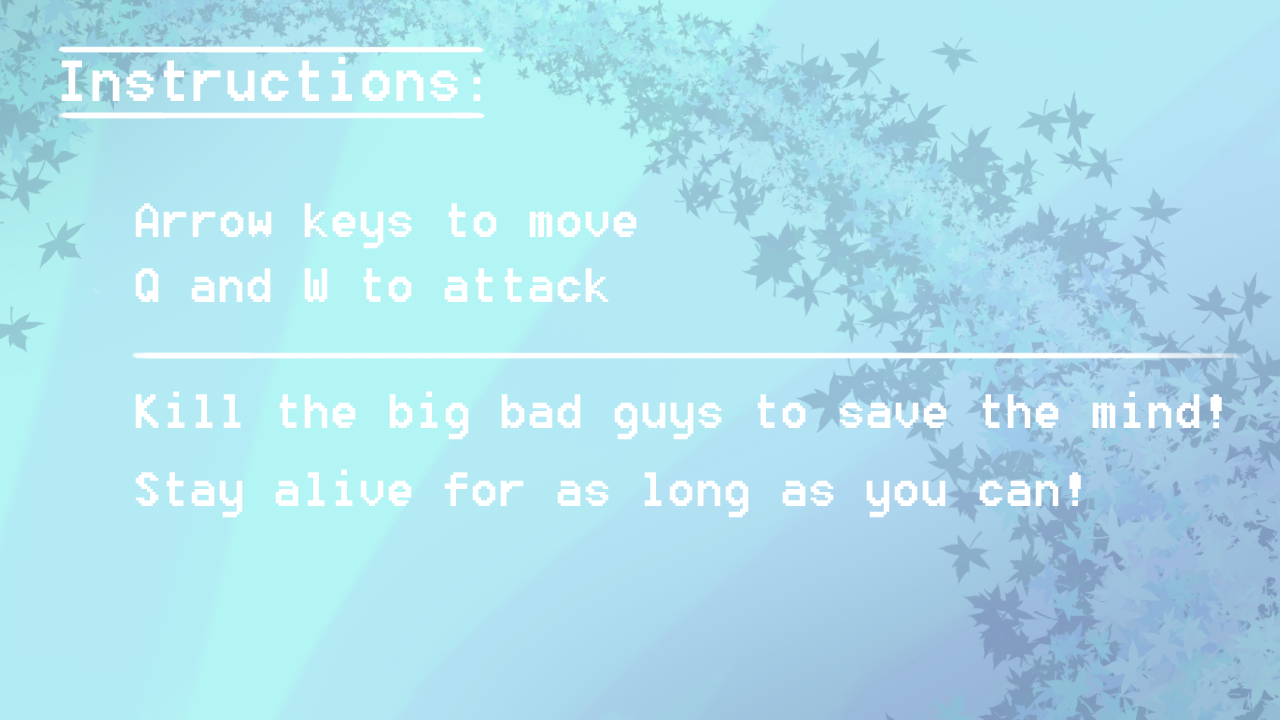 Instructions:
Arrow keys to move
Q and W to attack
Kill the big bad guys to save the mind!
Stay alive for as long as you can!